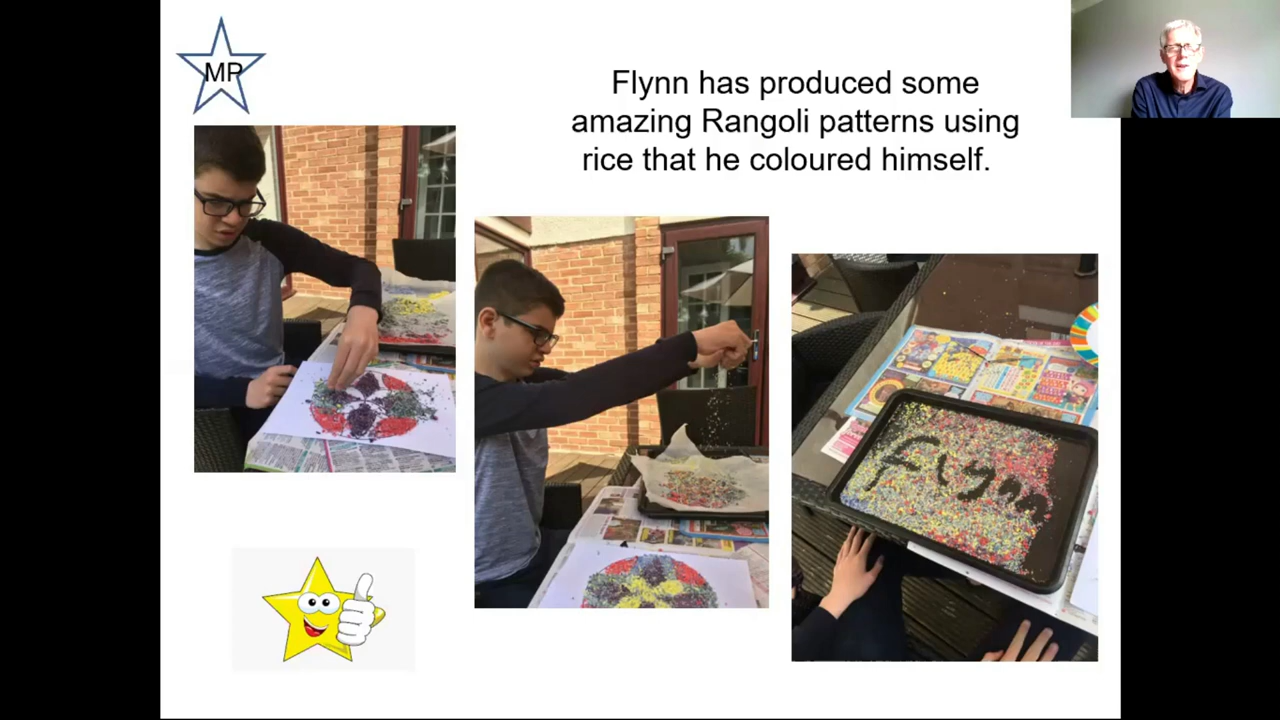 MP
Flynn has produced some
amazing Rangoli patterns using
rice that he coloured himself.
Flynn